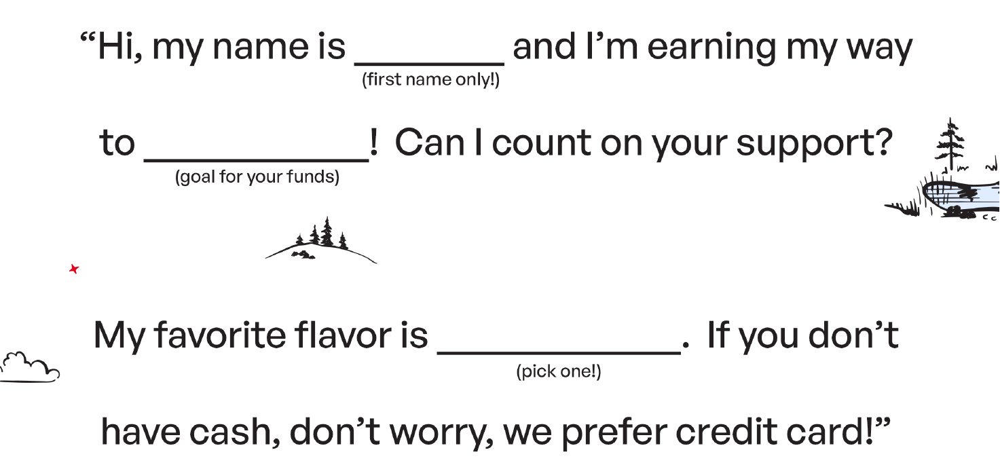 “Hi, my name is ________ and I’m earning my way
(first name only!)
to ____________! Can I count on your support?
(goal for your funds)
My favorite flavor is _____________. If you don’t
(pick one!)
have cash, don’t worry, we prefer credit card!”